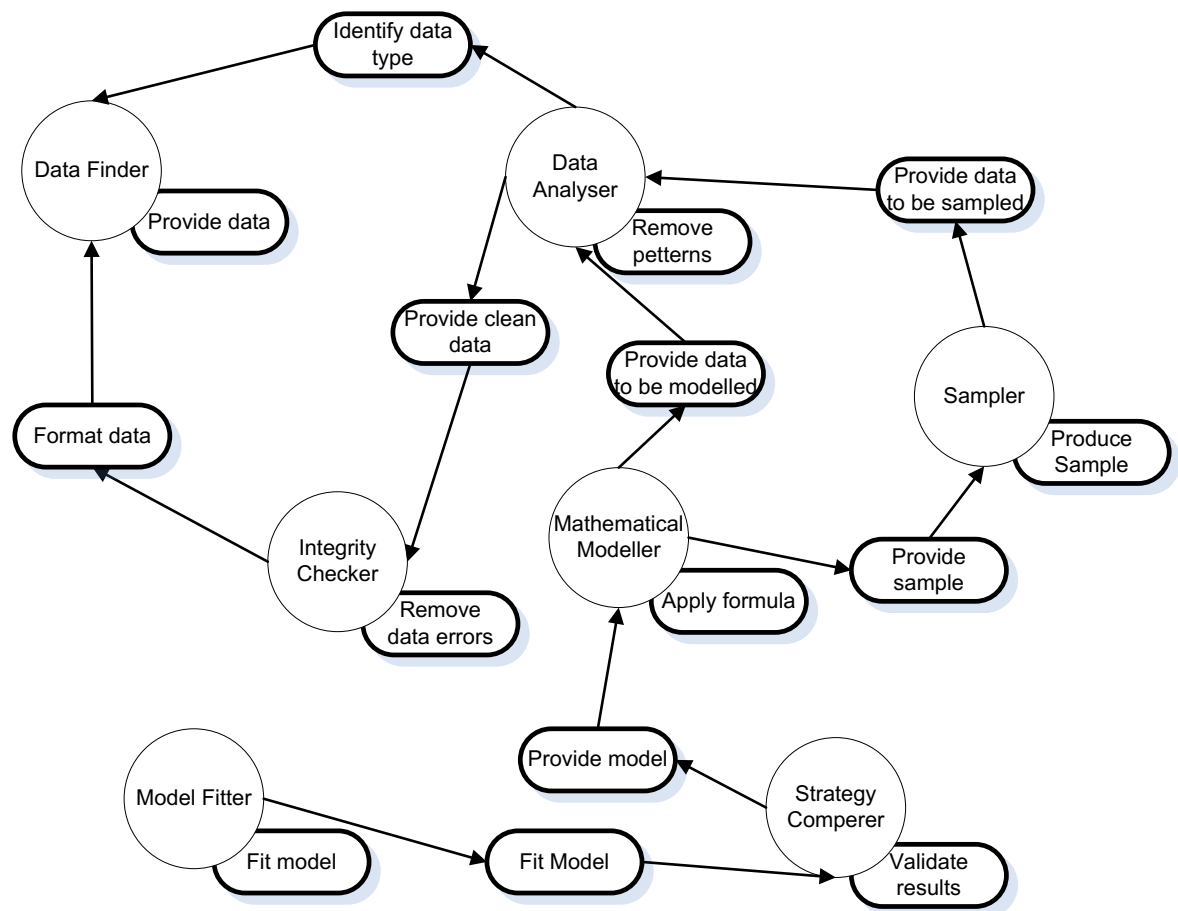 Identify data
type
Data Finder
Provide data
Data
Analyser
Remove
petterns
Provide data
to be sampled
Provide clean
data
Provide data
to be modelled
Sampler
Produce
Sample
Format data
Integrity
Checker
Remove
data errors
Mathematical
Modeller
Apply formula
Provide
sample
Provide model
Model Fitter
Fit model
Fit Model
Strategy
Comperer
Validate
results